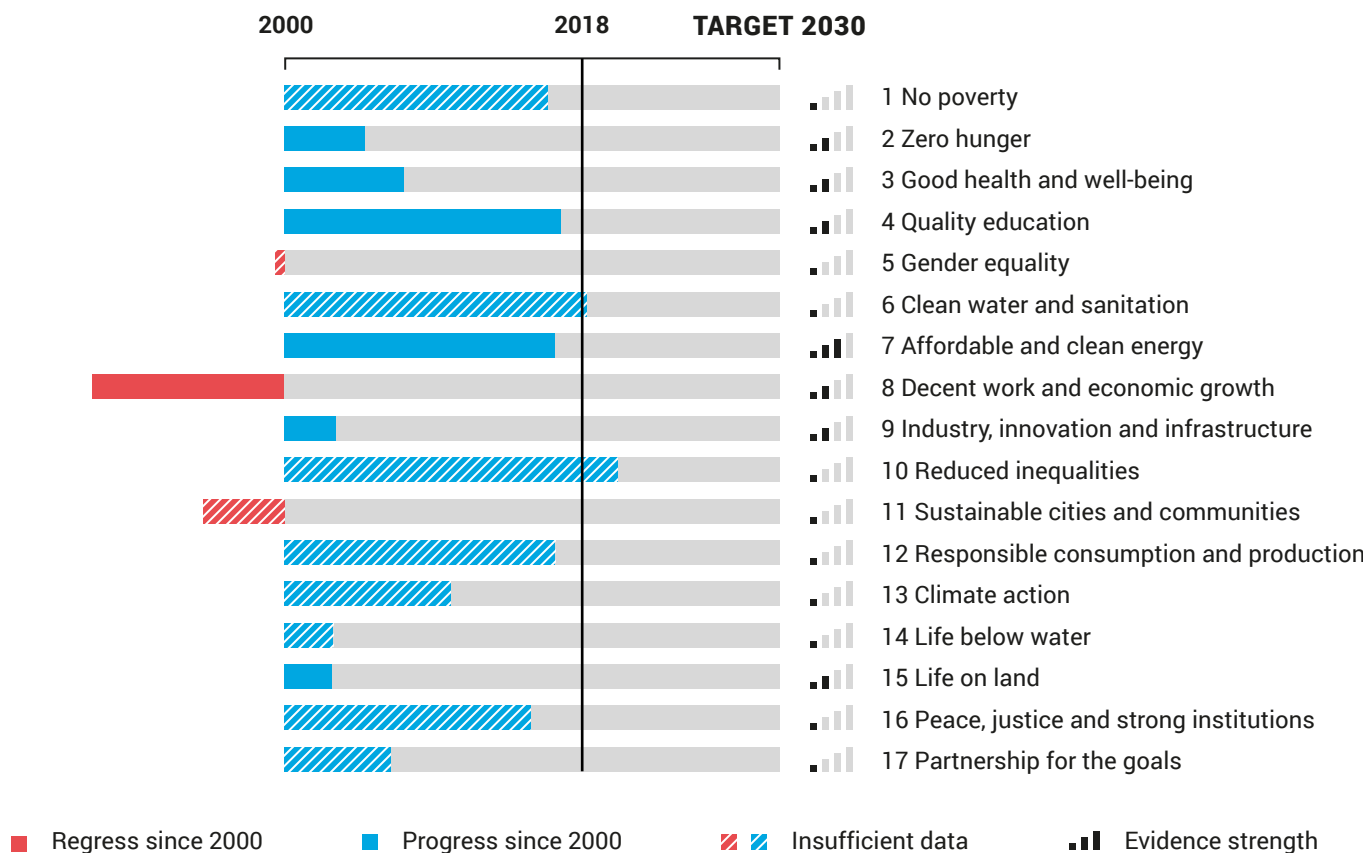 2000 2018 TARGET 2030
1 No poverty
2 Zero hunger
3 Good health and well-being
4 Quality education
5 Gender equality
6 Clean water and sanitation
7 Affordable and clean energy
8 Decent work and economic growth
9 Industry, innovation and infrastructure
10 Reduced inequalities
11 Sustainable cities and communities
12 Responsible consumption and production
13 Climate action
14 Life below water
15 Life on land
16 Peace, justice and strong institutions
17 Partnership for the goals
Regress since 2000 Progress since 2000 Insufficient data Evidence strength